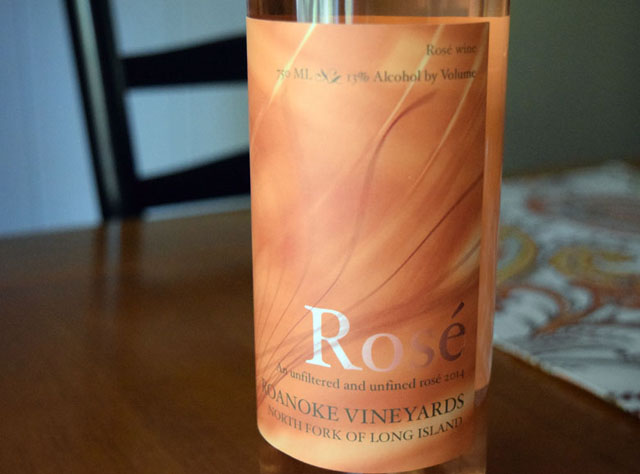 Rosé wine
750 ML 13% Alcohol by Volume
Rosé
An unfiltered and unfined rosé 2014
ROANOKE VINEYARDS
NORTH FORK OF LONG ISLAND